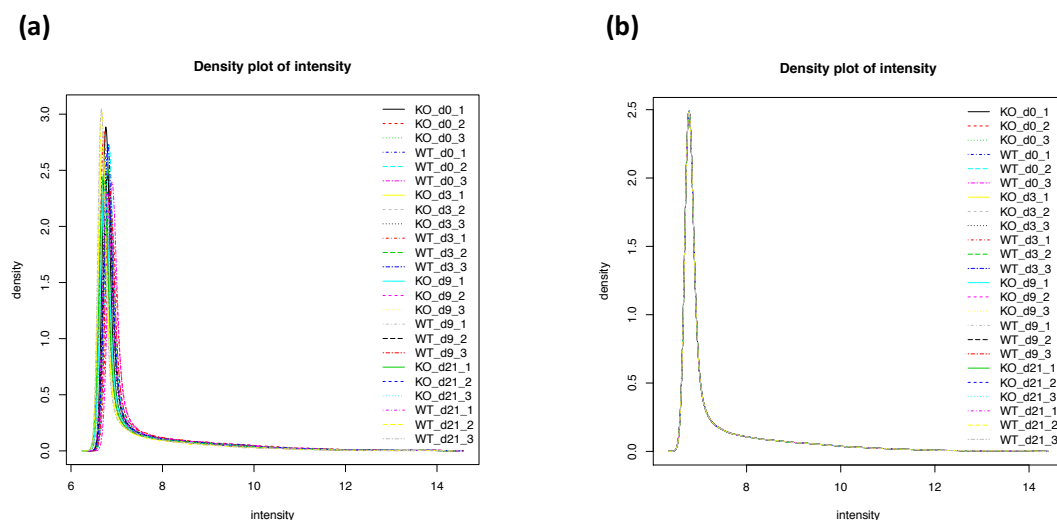 (a)
Density plot of intensity
density
0.0 0.5 1.0 1.5 2.0 2.5 3.0
6 8 10 12 14
intensity
KO_d0_1
KO_d0_2
KO_d0_3
WT_d0_1
WT_d0_2
WT_d0_3
KO_d3_1
KO_d3_2
KO_d3_3
WT_d3_1
WT_d3_2
WT_d3_3
KO_d9_1
KO_d9_2
KO_d9_3
WT_d9_1
WT_d9_2
WT_d9_3
KO_d21_1
KO_d21_2
KO_d21_3
WT_d21_1
WT_d21_2
WT_d21_3
(b)
Density plot of intensity
density
0.0 0.5 1.0 1.5 2.0 2.5
8 10 12 14
intensity
KO_d0_1
KO_d0_2
KO_d0_3
WT_d0_1
WT_d0_2
WT_d0_3
KO_d3_1
KO_d3_2
KO_d3_3
WT_d3_1
WT_d3_2
WT_d3_3
KO_d9_1
KO_d9_2
KO_d9_3
WT_d9_1
WT_d9_2
WT_d9_3
KO_d21_1
KO_d21_2
KO_d21_3
WT_d21_1
WT_d21_2
WT_d21_3